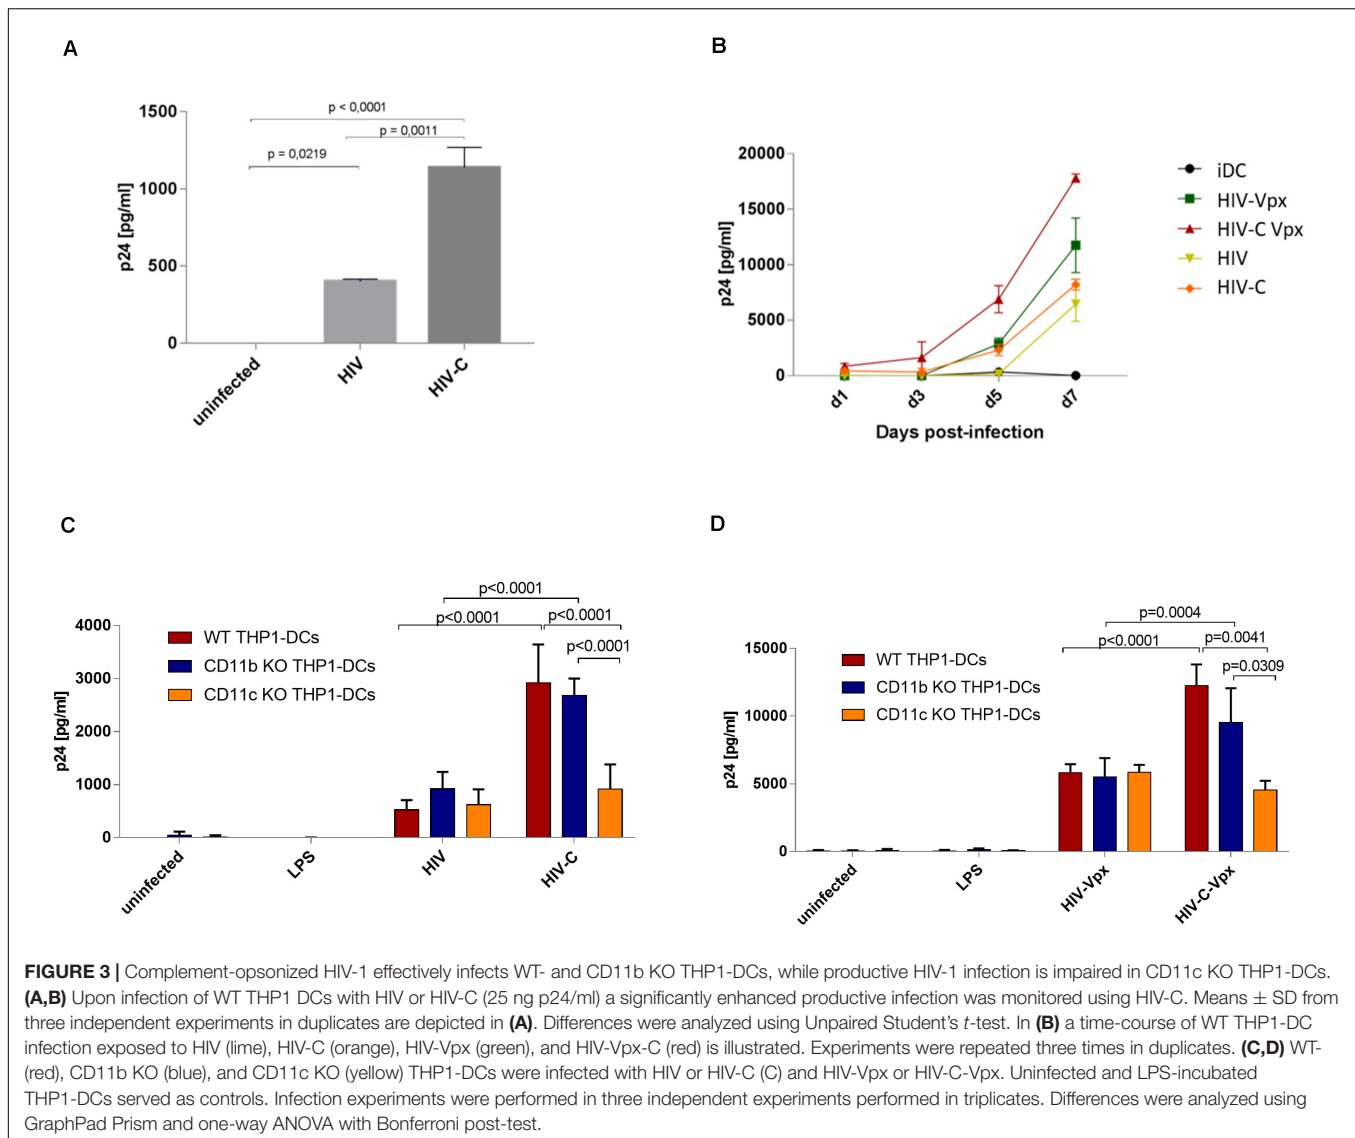 A
p < 0,0001
p = 0,0011
p = 0,0219
p24 [pg/ml]
1500
1000
500
0
uninfected
HIV
HIV-C
B
p24 [pg/ml]
20000
15000
10000
5000
0
d1
d3
d5
d7
Days post-infection
iDC
HIV-Vpx
HIV-C Vpx
HIV
HIV-C
C
p<0.0001
p<0.0001
p<0.0001
p<0.0001
WT THP1-DCs
CD11b KO THP1-DCs
CD11c KO THP1-DCs
p24 [pg/ml]
4000
3000
2000
1000
0
uninfected
LPS
HIV
HIV-C
D
p=0.0004
p<0.0001
p=0.0041
p=0.0309
WT THP1-DCs
CD11b KO THP1-DCs
CD11c KO THP1-DCs
p24 [pg/ml]
15000
10000
5000
0
uninfected
LPS
HIV-Vpx
HIV-C-Vpx
FIGURE 3 | Complement-opsonized HIV-1 effectively infects WT- and CD11b KO THP1-DCs, while productive HIV-1 infection is impaired in CD11c KO THP1-DCs.
(A,B) Upon infection of WT THP1 DCs with HIV or HIV-C (25 ng p24/ml) a significantly enhanced productive infection was monitored using HIV-C. Means ± SD from
three independent experiments in duplicates are depicted in (A). Differences were analyzed using Unpaired Student's t-test. In (B) a time-course of WT THP1-DC
infection exposed to HIV (lime), HIV-C (orange), HIV-Vpx (green), and HIV-Vpx-C (red) is illustrated. Experiments were repeated three times in duplicates. (C,D) WT-
(red), CD11b KO (blue), and CD11c KO (yellow) THP1-DCs were infected with HIV or HIV-C (C) and HIV-Vpx or HIV-C-Vpx. Uninfected and LPS-incubated
THP1-DCs served as controls. Infection experiments were performed in three independent experiments performed in triplicates. Differences were analyzed using
GraphPad Prism and one-way ANOVA with Bonferroni post-test.